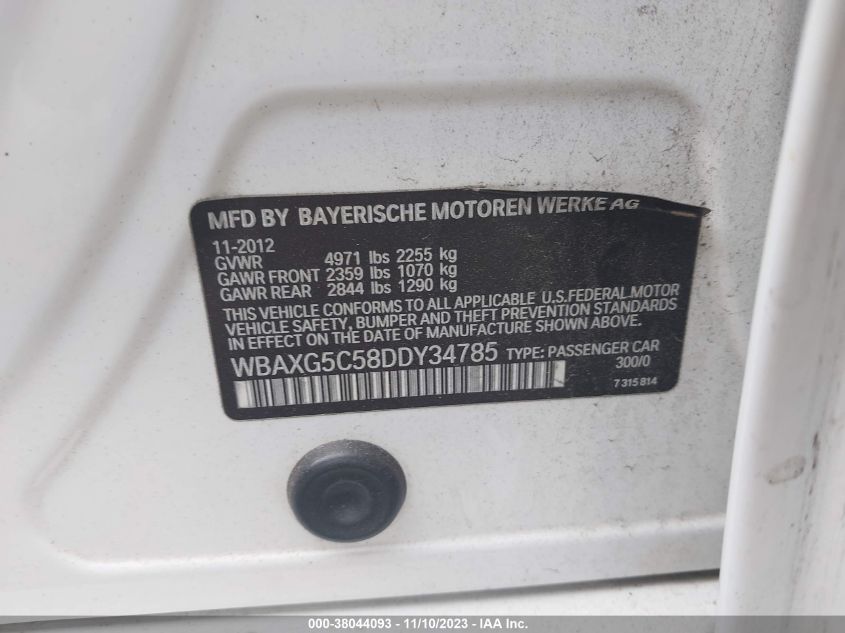 MFD BY BAYERISCHE MOTOREN WERKE AG
11-2012
GVWR 4971 lbs 2255 kg
GAWR FRONT 2359 lbs 1070 kg
GAWR REAR 2844 lbs 1290 kg
THIS VEHICLE CONFORMS TO ALL APPLICABLE U.S.FEDERAL MOTOR
VEHICLE SAFETY, BUMPER AND THEFT PREVENTION STANDARDS
IN EFFECT ON THE DATE OF MANUFACTURE SHOWN ABOVE.
WBAXG5C58DDY34785 TYPE: PASSENGER CAR
300/0
7 315 814
000-38044093 - 11/10/2023 - IAA Inc.